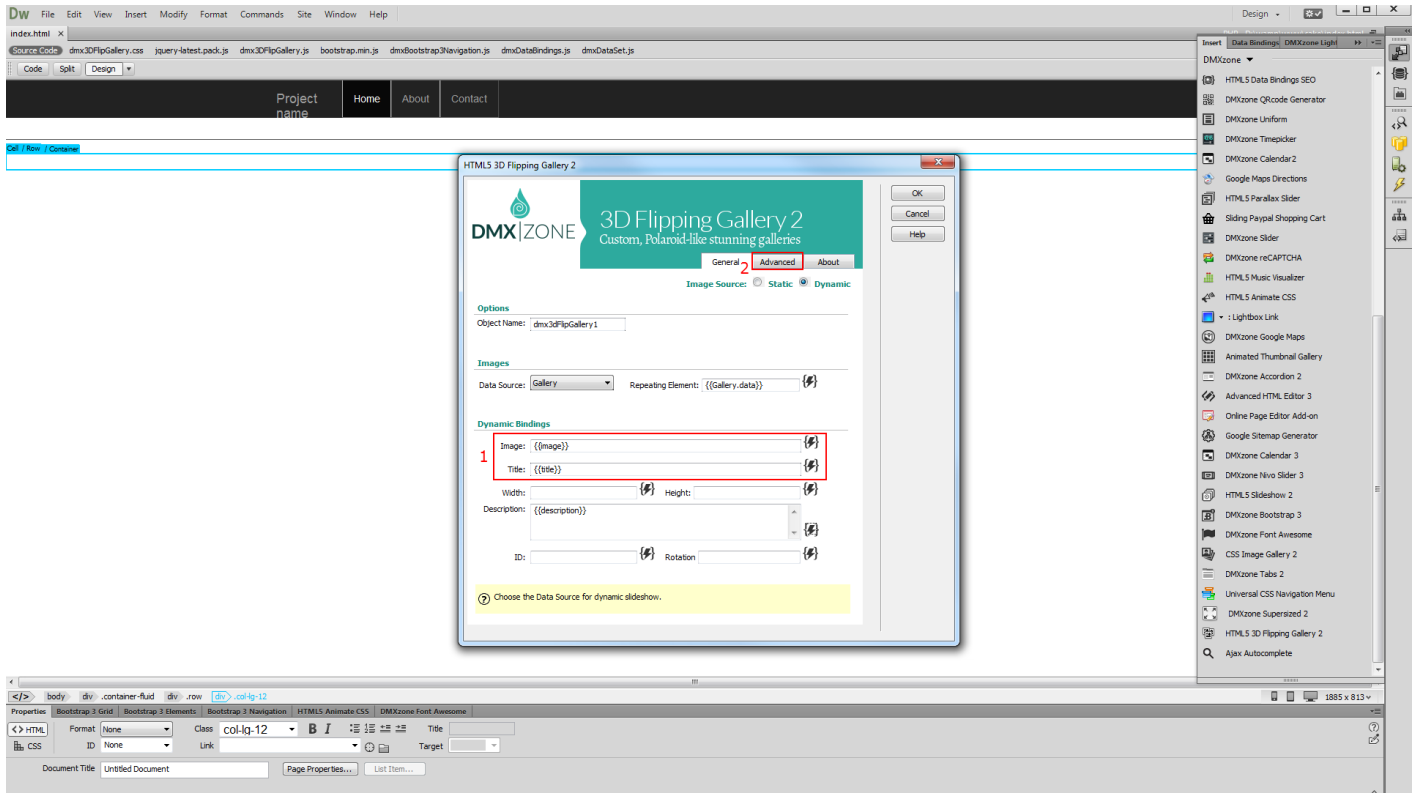 Dw File Edit View Insert Modify Format Commands Site Window Help
Design
index.html ×
Source Code dmx3DFlipGallery.css jquery-latest.pack.js dmx3DFlipGallery.js bootstrap.min.js dmxBootstrap3Navigation.js dmxDataBindings.js dmxDataSet.js
Code Split Design
Project name
Home About Contact
Cell / Row / Container
HTML5 3D Flipping Gallery 2
DMX|ZONE
3D Flipping Gallery 2
Custom, Polaroid-like stunning galleries
General 2 Advanced About
Image Source: Static Dynamic
Options
Object Name: dmx3dFlipGallery1
Images
Data Source: Gallery Repeating Element: {{Gallery.data}}
Dynamic Bindings
1
Image: {{image}}
Title: {{title}}
Width: Height:
Description: {{description}}
ID: Rotation
Choose the Data Source for dynamic slideshow.
OK
Cancel
Help
Insert Data Bindings DMXzone Light
DMXzone
HTML5 Data Bindings SEO
DMXzone QRcode Generator
DMXzone Uniform
DMXzone Timepicker
DMXzone Calendar2
Google Maps Directions
HTML5 Parallax Slider
Sliding Paypal Shopping Cart
DMXzone Slider
DMXzone reCAPTCHA
HTML5 Music Visualizer
HTML5 Animate CSS
: Lightbox Link
DMXzone Google Maps
Animated Thumbnail Gallery
DMXzone Accordion 2
Advanced HTML Editor 3
Online Page Editor Add-on
Google Sitemap Generator
DMXzone Calendar 3
DMXzone Nivo Slider 3
HTML5 Slideshow 2
DMXzone Bootstrap 3
DMXzone Font Awesome
CSS Image Gallery 2
DMXzone Tabs 2
Universal CSS Navigation Menu
DMXzone Supersized 2
HTML5 3D Flipping Gallery 2
Ajax Autocomplete
</> body div .container-fluid div .row div .col-lg-12
1885 x 813
Properties Bootstrap 3 Grid Bootstrap 3 Elements Bootstrap 3 Navigation HTML5 Animate CSS DMXzone Font Awesome
<> HTML Format None Class col-lg-12 B I Title
CSS ID None Link Target
Document Title Untitled Document Page Properties... List Item...